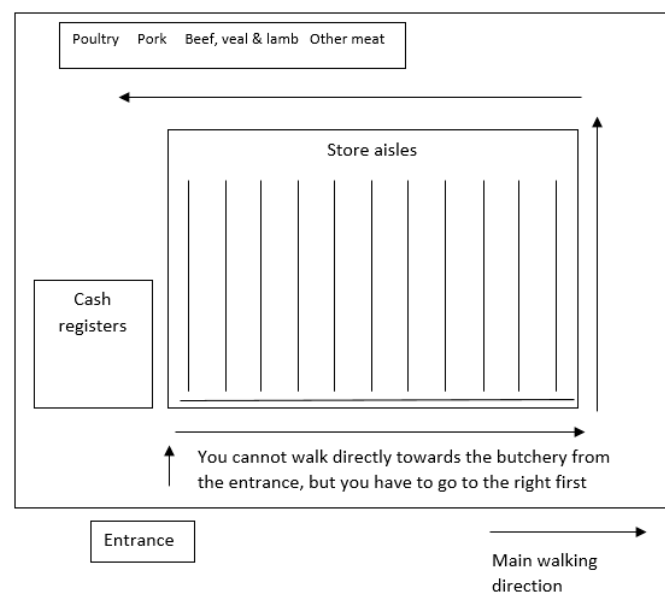 Poultry Pork Beef, veal & lamb Other meat
Store aisles
Cash
registers
You cannot walk directly towards the butchery from
the entrance, but you have to go to the right first
Entrance
Main walking
direction